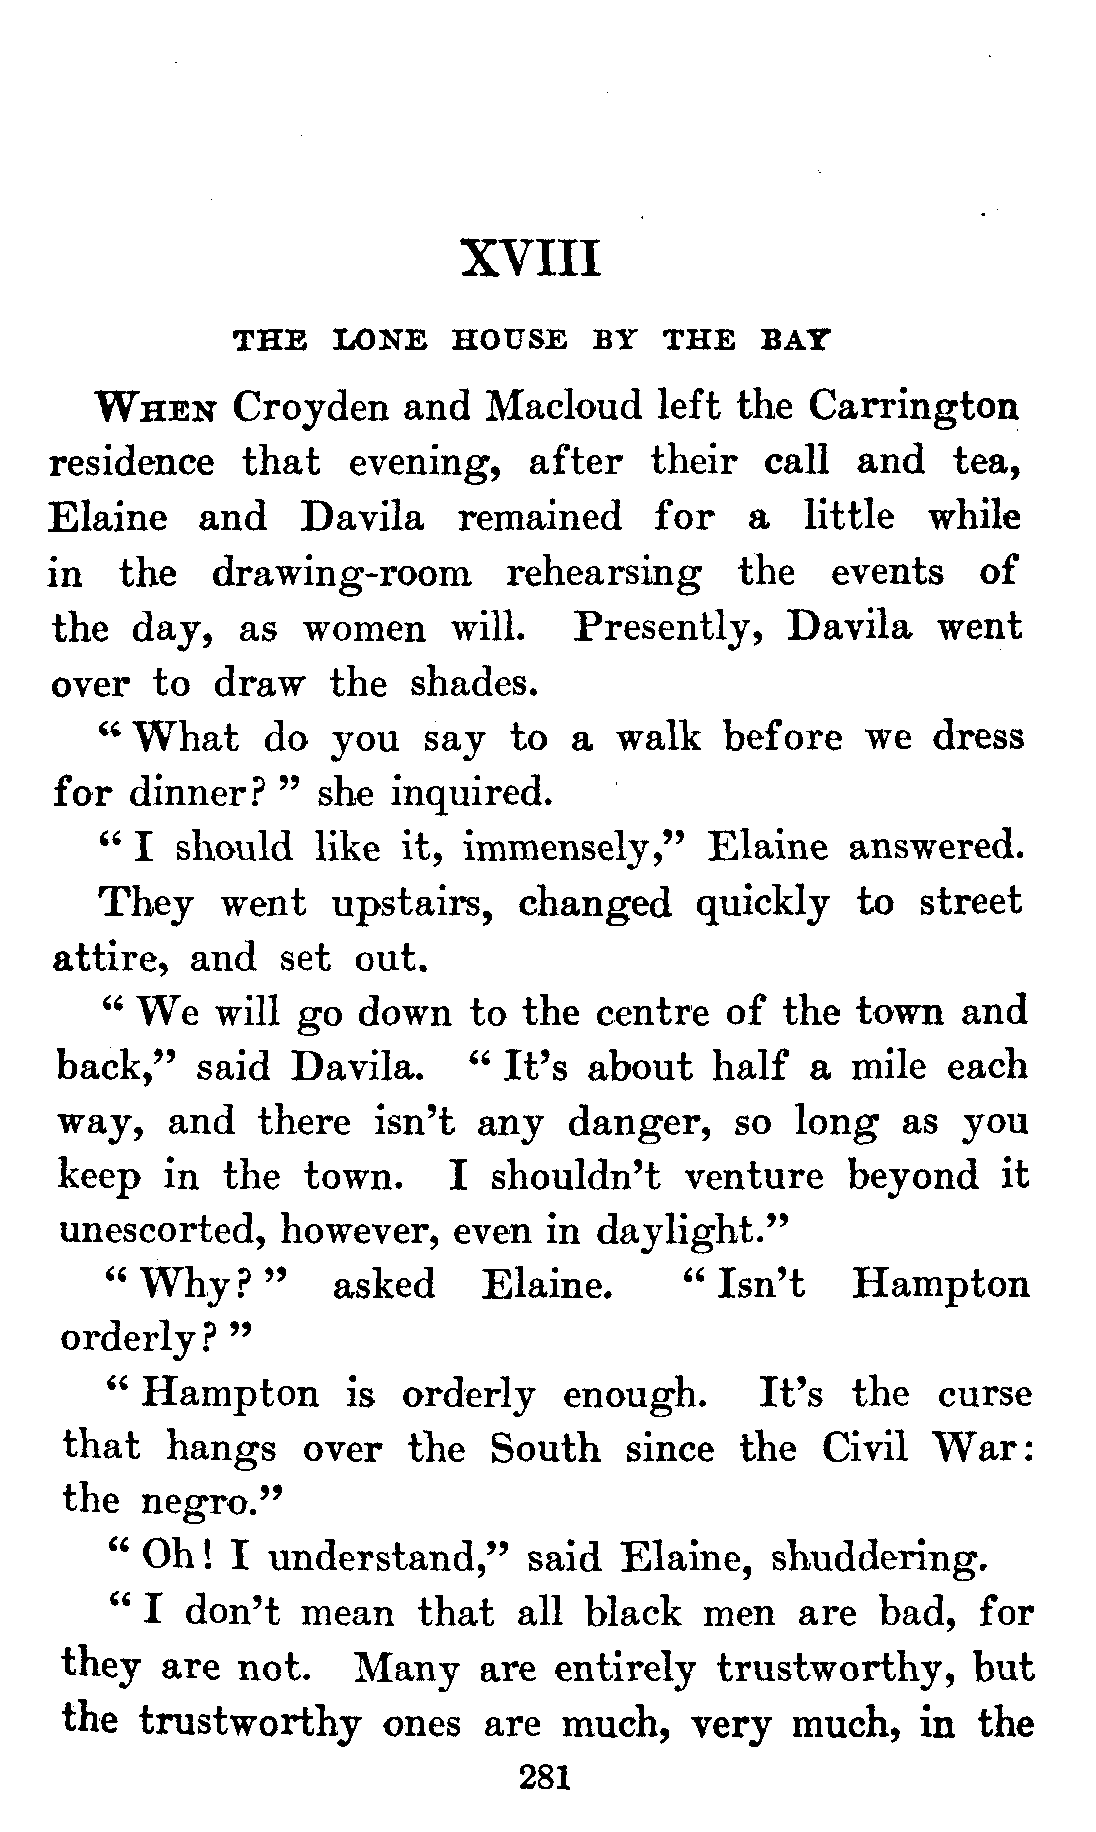 XVIII
THE LONE HOUSE BY THE BAY
WHEN Croyden and Macloud left the Carrington
residence that evening, after their call and tea,
Elaine and Davila remained for a little while
in the drawing-room rehearsing the events of
the day, as women will. Presently, Davila went
over to draw the shades.
“ What do you say to a walk before we dress
for dinner? ” she inquired.
“ I should like it, immensely,” Elaine answered.
They went upstairs, changed quickly to street
attire, and set out.
“ We will go down to the centre of the town and
back,” said Davila. “ It’s about half a mile each
way, and there isn’t any danger, so long as you
keep in the town. I shouldn’t venture beyond it
unescorted, however, even in daylight.”
“ Why? ” asked Elaine. “ Isn’t Hampton
orderly? ”
“ Hampton is orderly enough. It’s the curse
that hangs over the South since the Civil War:
the negro.”
“ Oh! I understand,” said Elaine, shuddering.
“ I don’t mean that all black men are bad, for
they are not. Many are entirely trustworthy, but
the trustworthy ones are much, very much, in the
281